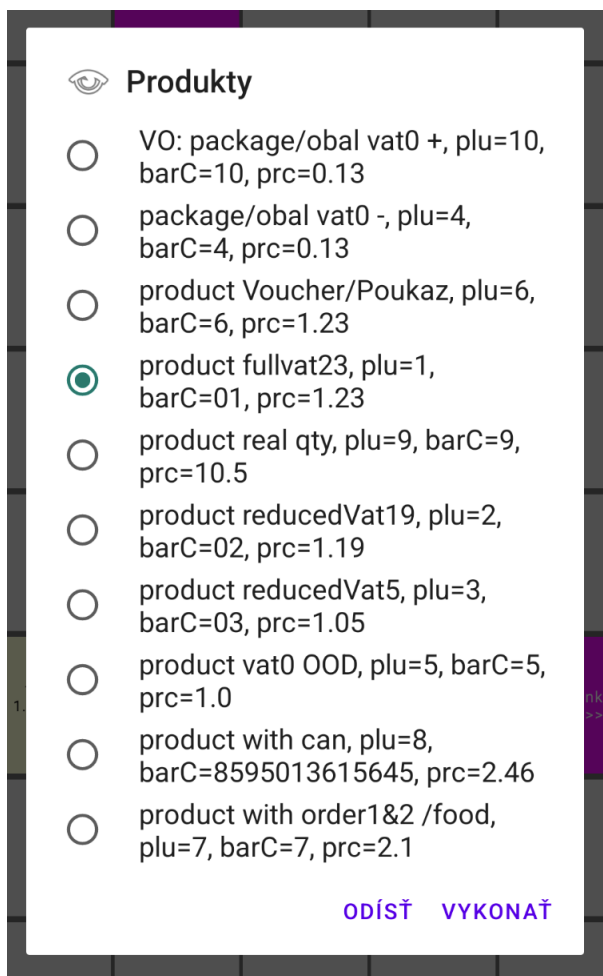 Produkty
VO: package/obal vat0 +, plu=10,
barC=10, prc=0.13
package/obal vat0 -, plu=4,
barC=4, prc=0.13
product Voucher/Poukaz, plu=6,
barC=6, prc=1.23
product fullvat23, plu=1,
barC=01, prc=1.23
product real qty, plu=9, barC=9,
prc=10.5
product reducedVat19, plu=2,
barC=02, prc=1.19
product reducedVat5, plu=3,
barC=03, prc=1.05
product vat0 OOD, plu=5, barC=5,
prc=1.0
product with can, plu=8,
barC=8595013615645, prc=2.46
product with order1&2 /food,
plu=7, barC=7, prc=2.1
ODÍSŤ VYKONAŤ